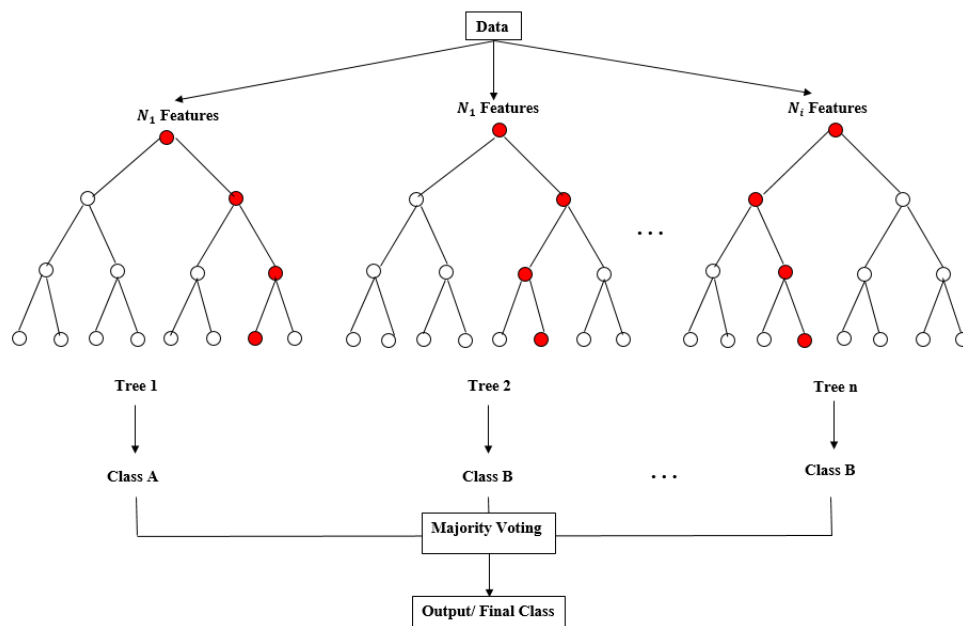 Data
N₁ Features
N₁ Features
Nᵢ Features
...
Tree 1
Tree 2
Tree n
Class A
Class B
...
Class B
Majority Voting
Output/ Final Class